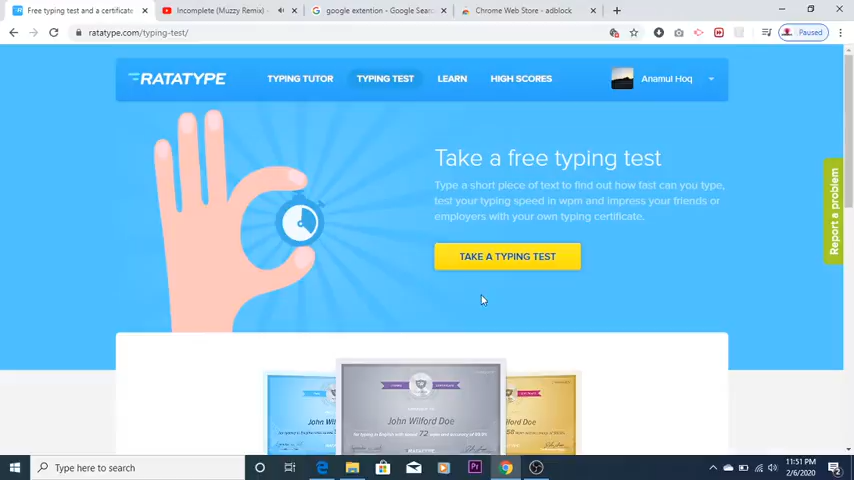 Free typing test and a certificate
Incomplete (Muzzy Remix) -
google extention - Google Sear
Chrome Web Store - adblock
ratatype.com/typing-test/
Paused
RATATYPE
TYPING TUTOR
TYPING TEST
LEARN
HIGH SCORES
Anamul Hoq
Take a free typing test
Type a short piece of text to find out how fast can you type,
test your typing speed in wpm and impress your friends or
employers with your own typing certificate.
TAKE A TYPING TEST
Report a problem
John Wilford Doe
Type here to search
Pr
11:51 PM
2/6/2020